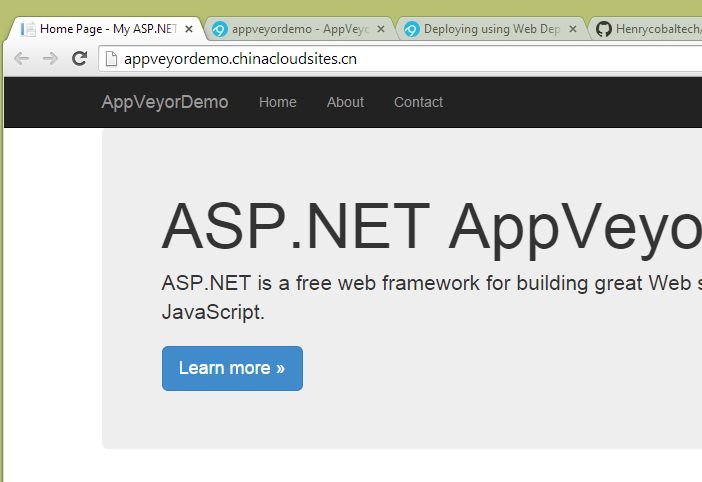 Home Page - My ASP.NET
appveyordemo - AppVeyo
Deploying using Web Dep
Henrycobaltech/
appveyordemo.chinacloudsites.cn
AppVeyorDemo Home About Contact
ASP.NET AppVeyo
ASP.NET is a free web framework for building great Web s
JavaScript.
Learn more »